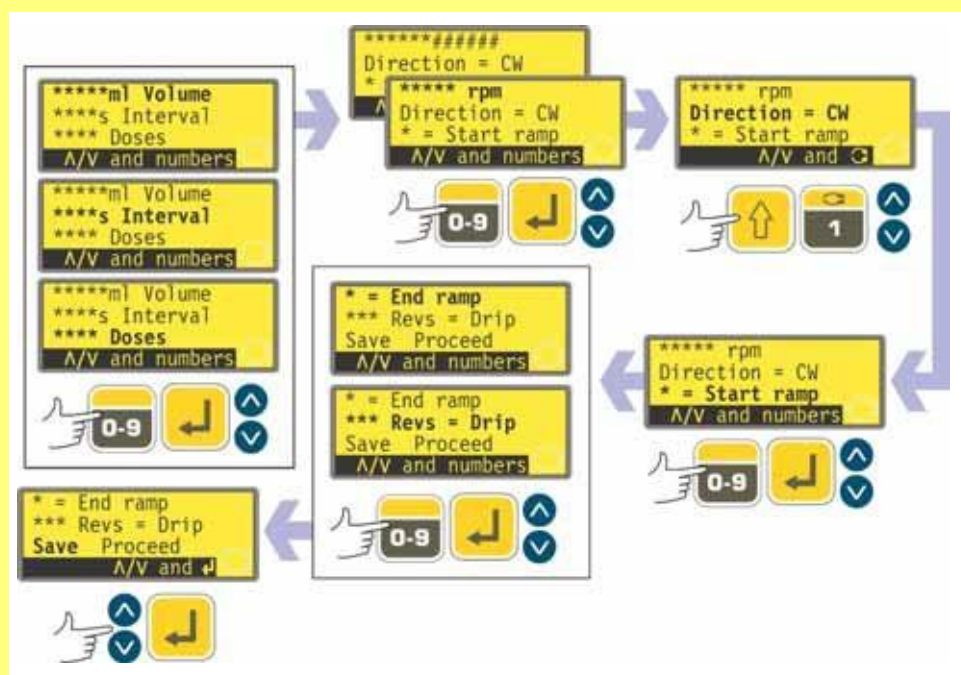 *****ml Volume
****s Interval
**** Doses
Λ/V and numbers
*****ml Volume
****s Interval
**** Doses
Λ/V and numbers
*****ml Volume
****s Interval
**** Doses
Λ/V and numbers
0-9
******######
Direction = CW
*
Λ
***** rpm
Direction = CW
* = Start ramp
Λ/V and numbers
0-9
***** rpm
Direction = CW
* = Start ramp
Λ/V and
1
***** rpm
Direction = CW
* = Start ramp
Λ/V and numbers
0-9
* = End ramp
*** Revs = Drip
Save Proceed
Λ/V and numbers
* = End ramp
*** Revs = Drip
Save Proceed
Λ/V and numbers
0-9
* = End ramp
*** Revs = Drip
Save Proceed
Λ/V and ↵